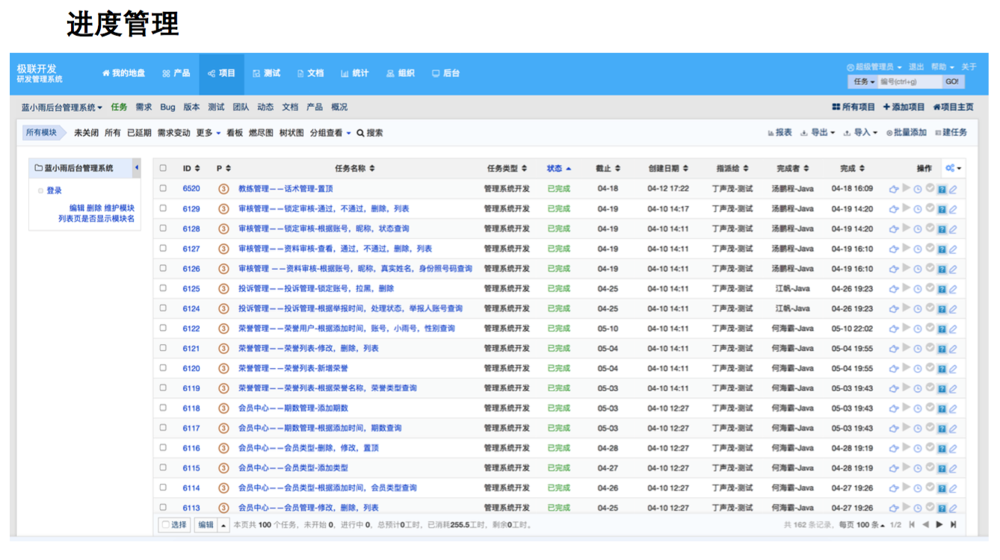 进度管理
极联开发
研发管理系统
我的地盘 产品 项目 测试 文档 统计 组织 后台
超级管理员 退出 帮助 关于
任务 编号(ctrl+g) GO!
蓝小雨后台管理系统 任务 需求 Bug 版本 测试 团队 动态 文档 产品 概况
所有项目 添加项目 项目主页
所有模块 未关闭 所有 已延期 需求变动 更多 看板 燃尽图 树状图 分组查看 搜索
报表 导出 导入 批量添加 建任务
蓝小雨后台管理系统
登录
编辑 删除 维护模块
列表页是否显示模块名
ID P 任务名称 任务类型 状态 截止 创建日期 指派给 完成者 完成 操作
6520 3 教练管理——话术管理-置顶 管理系统开发 已完成 04-18 04-12 17:22 丁声茂-测试 汤鹏程-Java 04-18 16:09
6129 3 审核管理——锁定审核-通过，不通过，删除，列表 管理系统开发 已完成 04-19 04-10 14:17 丁声茂-测试 汤鹏程-Java 04-19 14:20
6128 3 审核管理——锁定审核-根据账号，昵称，状态查询 管理系统开发 已完成 04-19 04-10 14:11 丁声茂-测试 汤鹏程-Java 04-19 14:20
6127 3 审核管理——资料审核-查看，通过，不通过，删除，列表 管理系统开发 已完成 04-19 04-10 14:11 丁声茂-测试 汤鹏程-Java 04-19 16:10
6126 3 审核管理 ——资料审核-根据账号，昵称，真实姓名，身份照号码查询 管理系统开发 已完成 04-19 04-10 14:11 丁声茂-测试 汤鹏程-Java 04-19 16:10
6125 3 投诉管理——投诉管理-锁定账号，拉黑，删除 管理系统开发 已完成 04-25 04-10 14:11 丁声茂-测试 江帆-Java 04-26 19:23
6124 3 投诉管理——投诉管理-根据举报时间，处理状态，举报人账号查询 管理系统开发 已完成 04-25 04-10 14:11 丁声茂-测试 江帆-Java 04-26 19:23
6122 3 荣誉管理——荣誉用户-根据添加时间，账号，小雨号，性别查询 管理系统开发 已完成 05-10 04-10 14:11 丁声茂-测试 何海霸-Java 05-10 22:02
6121 3 荣誉管理——荣誉列表-修改，删除，列表 管理系统开发 已完成 05-04 04-10 14:11 丁声茂-测试 何海霸-Java 05-04 19:55
6120 3 荣誉管理——荣誉列表-新增荣誉 管理系统开发 已完成 05-04 04-10 14:11 丁声茂-测试 何海霸-Java 05-04 19:55
6119 3 荣誉管理——荣誉列表-根据荣誉名称，荣誉类型查询 管理系统开发 已完成 05-03 04-10 14:11 丁声茂-测试 何海霸-Java 05-03 19:43
6118 3 会员中心——期数管理-添加期数 管理系统开发 已完成 05-03 04-10 12:27 丁声茂-测试 何海霸-Java 05-03 19:43
6117 3 会员中心——期数管理-根据添加时间，期数查询 管理系统开发 已完成 05-03 04-10 12:27 丁声茂-测试 何海霸-Java 05-03 19:43
6116 3 会员中心——会员类型-删除，修改，置顶 管理系统开发 已完成 04-28 04-10 12:27 丁声茂-测试 何海霸-Java 04-28 19:19
6115 3 会员中心——会员类型-添加类型 管理系统开发 已完成 04-27 04-10 12:27 丁声茂-测试 何海霸-Java 04-28 19:19
6114 3 会员中心——会员类型-根据添加时间，会员类型查询 管理系统开发 已完成 04-26 04-10 12:27 丁声茂-测试 何海霸-Java 04-27 19:26
6113 3 会员中心——会员管理-修改，删除，列表 管理系统开发 已完成 04-25 04-10 12:27 丁声茂-测试 何海霸-Java 04-27 19:26
选择 编辑 本页共 100 个任务，未开始 0，进行中 0，总预计0工时，已消耗255.5工时，剩余0工时。 共 162 条记录，每页 100 条 1/2